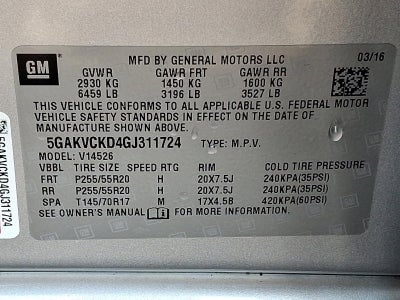 GM
MFD BY GENERAL MOTORS LLC
03/16
GVWR GAWR FRT GAWR RR
2930 KG 1450 KG 1600 KG
6459 LB 3196 LB 3527 LB
THIS VEHICLE CONFORMS TO ALL APPLICABLE U.S. FEDERAL MOTOR
VEHICLE SAFETY STANDARDS IN EFFECT ON THE DATE
OF MANUFACTURE SHOWN ABOVE.
5GAKVCKD4GJ311724 TYPE: M.P.V.
MODEL: V14526
VBBL TIRE SIZE SPEED RTG RIM COLD TIRE PRESSURE
FRT P255/55R20 H 20X7.5J 240KPA(35PSI)
RR P255/55R20 H 20X7.5J 240KPA(35PSI)
SPA T145/70R17 M 17X4.5B 420KPA(60PSI)
SEE OWNER'S MANUAL FOR MORE INFORMATION
5GAKVCKD4GJ311724